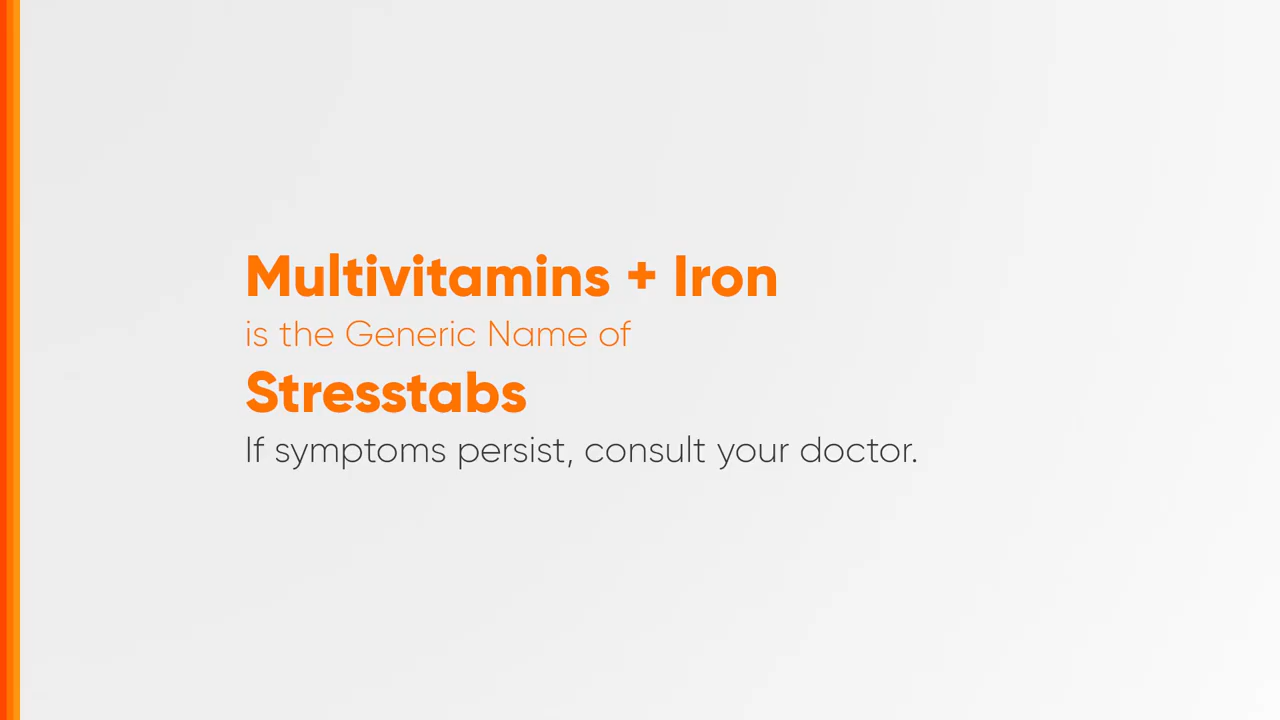 Multivitamins + Iron
is the Generic Name of
Stresstabs
If symptoms persist, consult your doctor.